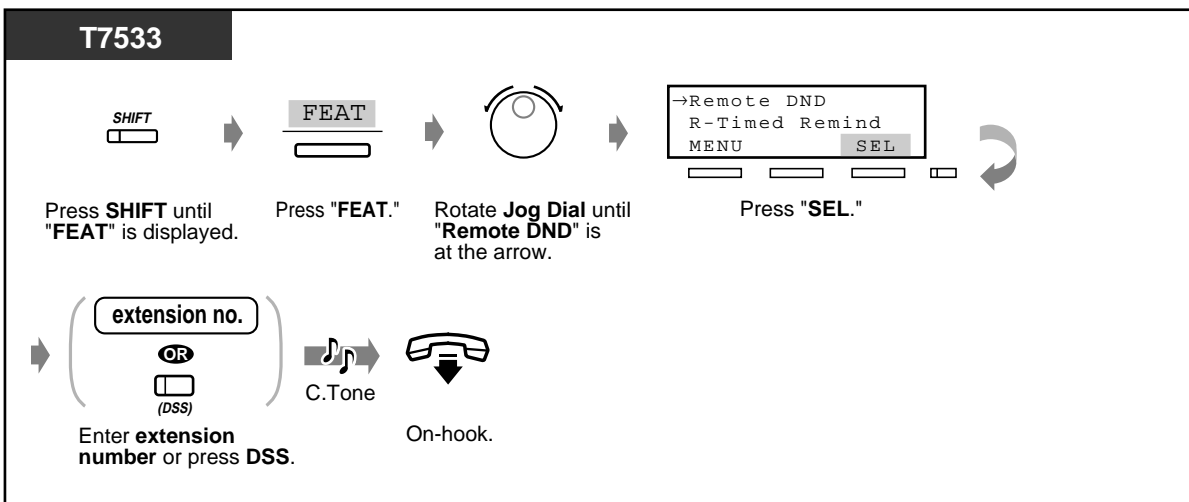 T7533
SHIFT
FEAT
→Remote DND
R-Timed Remind
MENU SEL
Press SHIFT until
"FEAT" is displayed.
Press "FEAT."
Rotate Jog Dial until
"Remote DND" is
at the arrow.
Press "SEL."
extension no.
OR
(DSS)
C.Tone
Enter extension
number or press DSS.
On-hook.